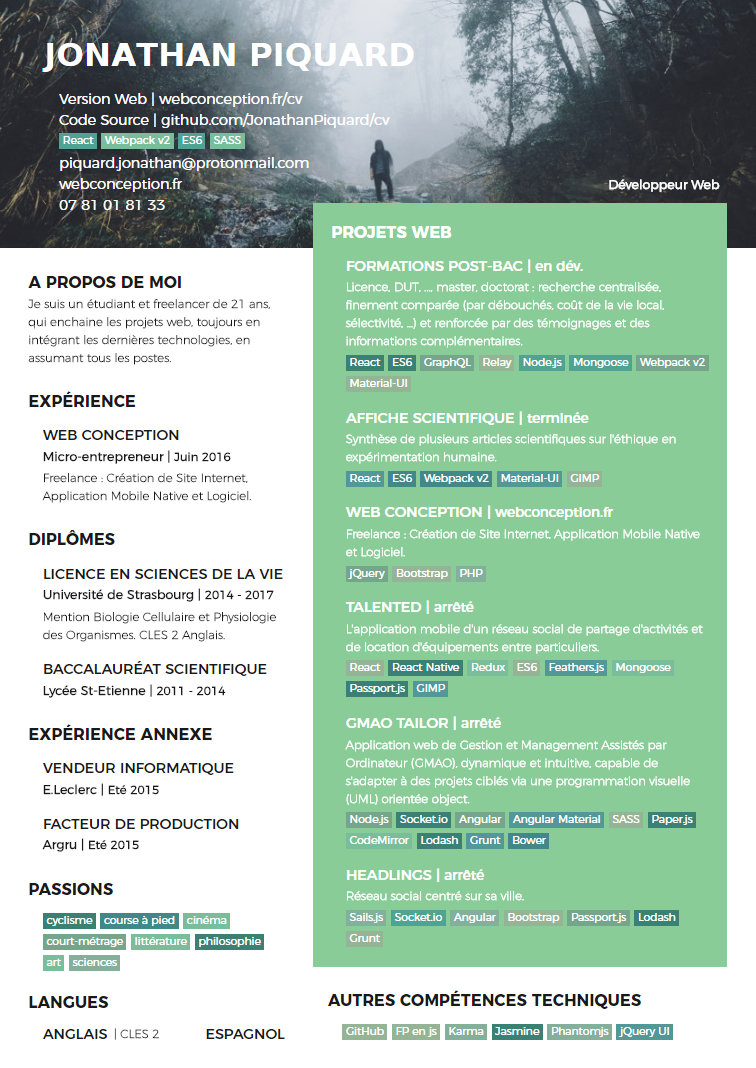 JONATHAN PIQUARD
Version Web | webconception.fr/cv
Code Source | github.com/JonathanPiquard/cv
React Webpack v2 ES6 SASS
piquard.jonathan@protonmail.com
webconception.fr
07 81 01 81 33
Développeur Web
A PROPOS DE MOI
Je suis un étudiant et freelancer de 21 ans,
qui enchaine les projets web, toujours en
intégrant les dernières technologies, en
assumant tous les postes.
EXPÉRIENCE
WEB CONCEPTION
Micro-entrepreneur | Juin 2016
Freelance : Création de Site Internet,
Application Mobile Native et Logiciel.
DIPLÔMES
LICENCE EN SCIENCES DE LA VIE
Université de Strasbourg | 2014 - 2017
Mention Biologie Cellulaire et Physiologie
des Organismes. CLES 2 Anglais.
BACCALAURÉAT SCIENTIFIQUE
Lycée St-Etienne | 2011 - 2014
EXPÉRIENCE ANNEXE
VENDEUR INFORMATIQUE
E.Leclerc | Eté 2015
FACTEUR DE PRODUCTION
Argru | Eté 2015
PASSIONS
cyclisme course à pied cinéma
court-métrage littérature philosophie
art sciences
LANGUES
ANGLAIS | CLES 2 ESPAGNOL
PROJETS WEB
FORMATIONS POST-BAC | en dév.
Licence, DUT, ..., master, doctorat : recherche centralisée,
finement comparée (par débouchés, coût de la vie local,
sélectivité, ...) et renforcée par des témoignages et des
informations complémentaires.
React ES6 GraphQL Relay Node.js Mongoose Webpack v2
Material-UI
AFFICHE SCIENTIFIQUE | terminée
Synthèse de plusieurs articles scientifiques sur l'éthique en
expérimentation humaine.
React ES6 Webpack v2 Material-UI GIMP
WEB CONCEPTION | webconception.fr
Freelance : Création de Site Internet, Application Mobile Native
et Logiciel.
jQuery Bootstrap PHP
TALENTED | arrêté
L'application mobile d'un réseau social de partage d'activités et
de location d'équipements entre particuliers.
React React Native Redux ES6 Feathers.js Mongoose
Passport.js GIMP
GMAO TAILOR | arrêté
Application web de Gestion et Management Assistés par
Ordinateur (GMAO), dynamique et intuitive, capable de
s'adapter à des projets ciblés via une programmation visuelle
(UML) orientée object.
Node.js Socket.io Angular Angular Material SASS Paper.js
CodeMirror Lodash Grunt Bower
HEADLINGS | arrêté
Réseau social centré sur sa ville.
Sails.js Socket.io Angular Bootstrap Passport.js Lodash
Grunt
AUTRES COMPÉTENCES TECHNIQUES
GitHub FP en js Karma Jasmine Phantomjs jQuery UI